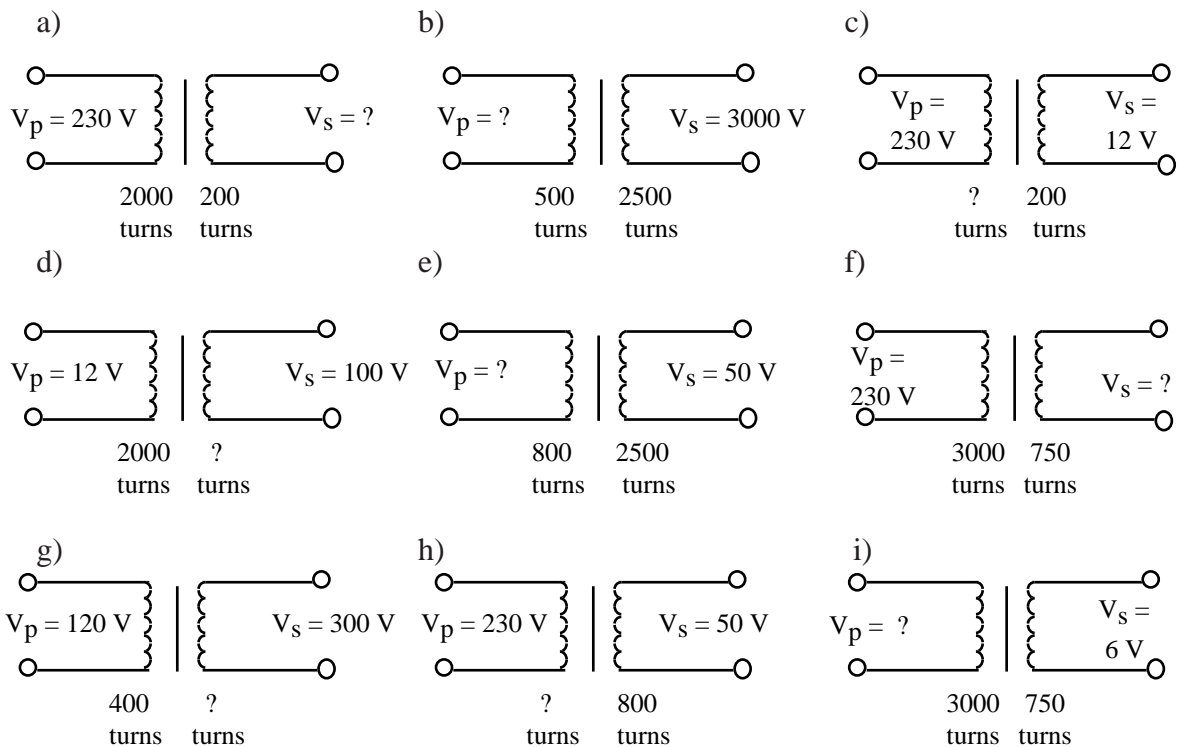 a)
V_p = 230 V
V_s = ?
2000 200
turns turns
b)
V_p = ?
V_s = 3000 V
500 2500
turns turns
c)
V_p =
230 V
V_s =
12 V
? 200
turns turns
d)
V_p = 12 V
V_s = 100 V
2000 ?
turns turns
e)
V_p = ?
V_s = 50 V
800 2500
turns turns
f)
V_p =
230 V
V_s = ?
3000 750
turns turns
g)
V_p = 120 V
V_s = 300 V
400 ?
turns turns
h)
V_p = 230 V
V_s = 50 V
? 800
turns turns
i)
V_p = ?
V_s =
6 V
3000 750
turns turns